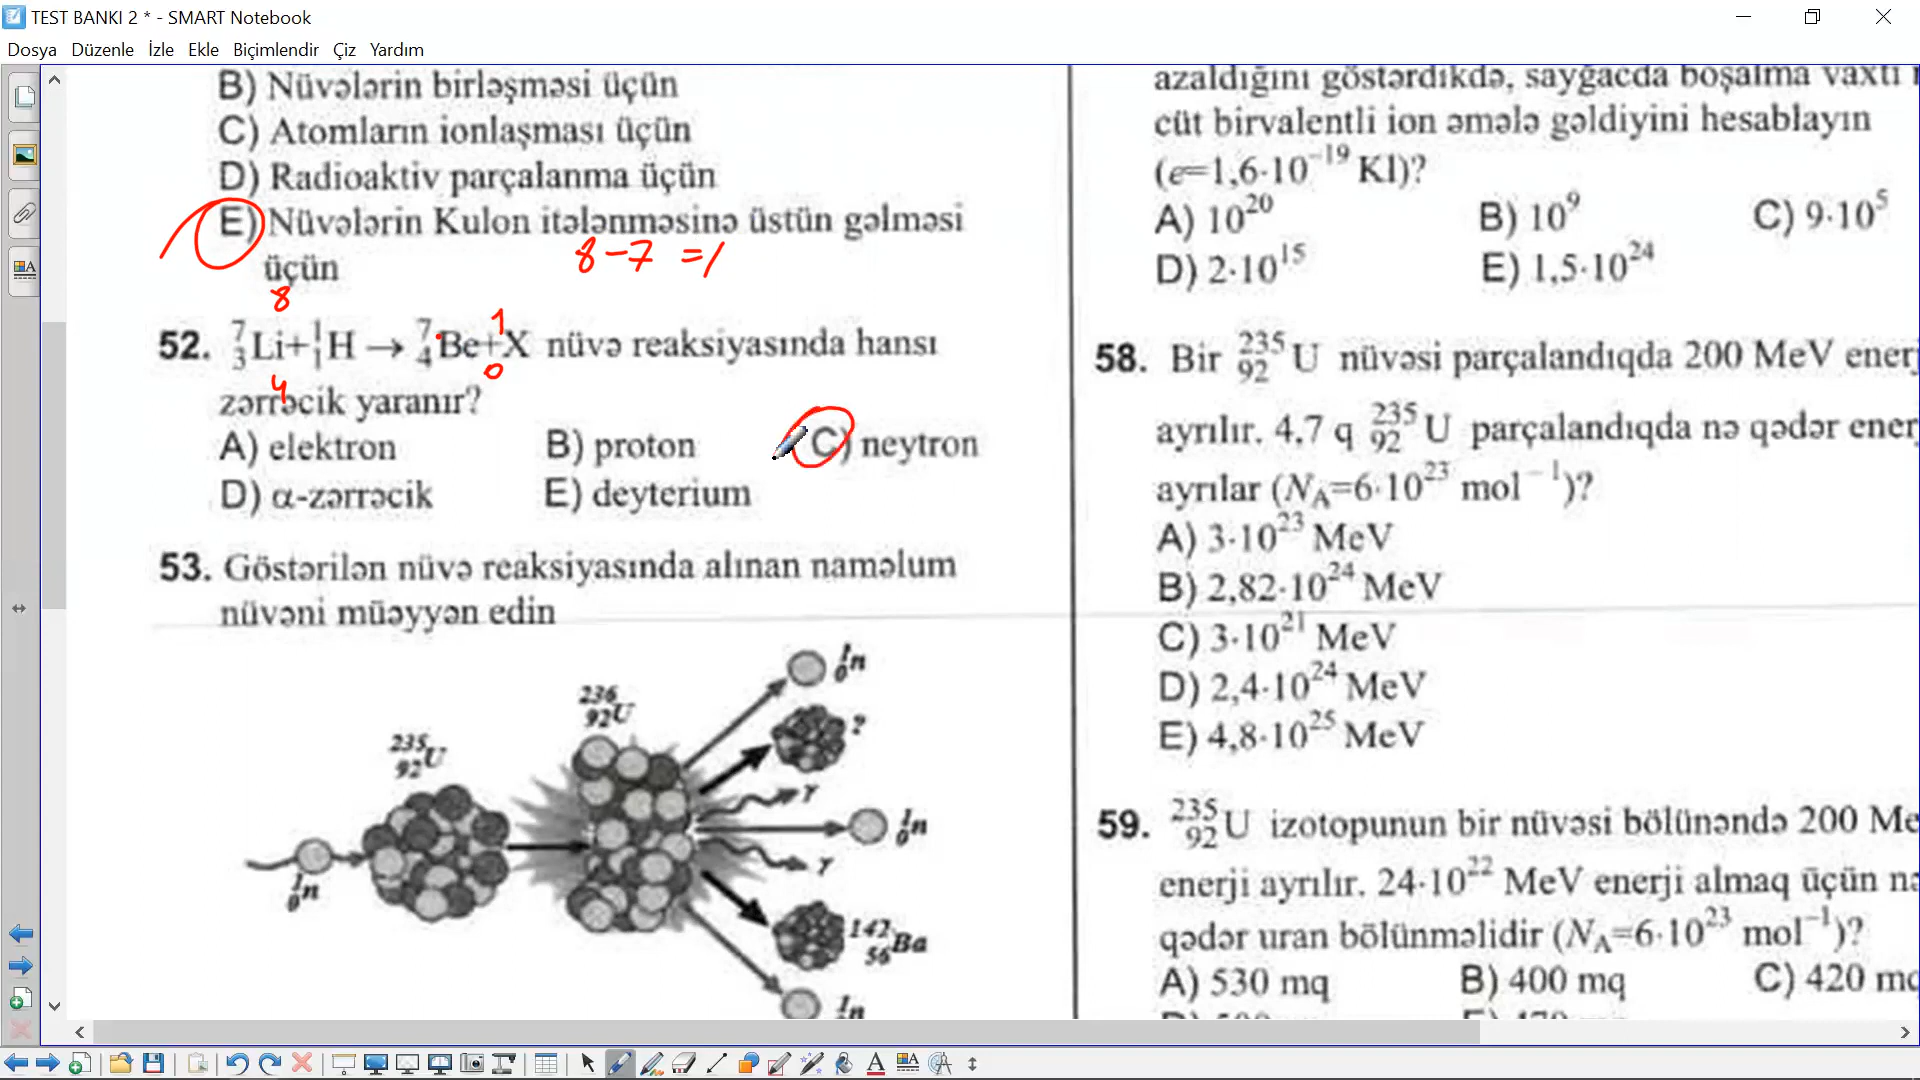 TEST BANKI 2 * - SMART Notebook
Dosya Düzenle İzle Ekle Biçimlendir Çiz Yardım
B) Nüvələrin birləşməsi üçün
C) Atomların ionlaşması üçün
D) Radioaktiv parçalanma üçün
E) Nüvələrin Kulon itələnməsinə üstün gəlməsi
üçün
8-7 =1
8
1
52. ⁷₃Li+¹₁H → ⁷₄Be+X nüvə reaksiyasında hansı
4
0
zərrəcik yaranır?
A) elektron B) proton C) neytron
D) α-zərrəcik E) deyterium
53. Göstərilən nüvə reaksiyasında alınan naməlum
nüvəni müəyyən edin
¹₀n
²³⁶₉₂U
?
²³⁵₉₂U
γ
¹₀n
γ
¹₀n
¹⁴²₅₆Ba
¹₀n
azaldığını göstərdikdə, sayğacda boşalma vaxtı
cüt birvalentli ion əmələ gəldiyini hesablayın
(e=1,6·10⁻¹⁹ Kl)?
A) 10²⁰ B) 10⁹ C) 9·10⁵
D) 2·10¹⁵ E) 1,5·10²⁴
58. Bir ²³⁵₉₂U nüvəsi parçalandıqda 200 MeV enerj
ayrılır. 4,7 q ²³⁵₉₂U parçalandıqda nə qədər ener
ayrılar (N_A=6·10²³ mol⁻¹)?
A) 3·10²³ MeV
B) 2,82·10²⁴ MeV
C) 3·10²¹ MeV
D) 2,4·10²⁴ MeV
E) 4,8·10²⁵ MeV
59. ²³⁵₉₂U izotopunun bir nüvəsi bölünəndə 200 Me
enerji ayrılır. 24·10²² MeV enerji almaq üçün nə
qədər uran bölünməlidir (N_A=6·10²³ mol⁻¹)?
A) 530 mq B) 400 mq C) 420 mq